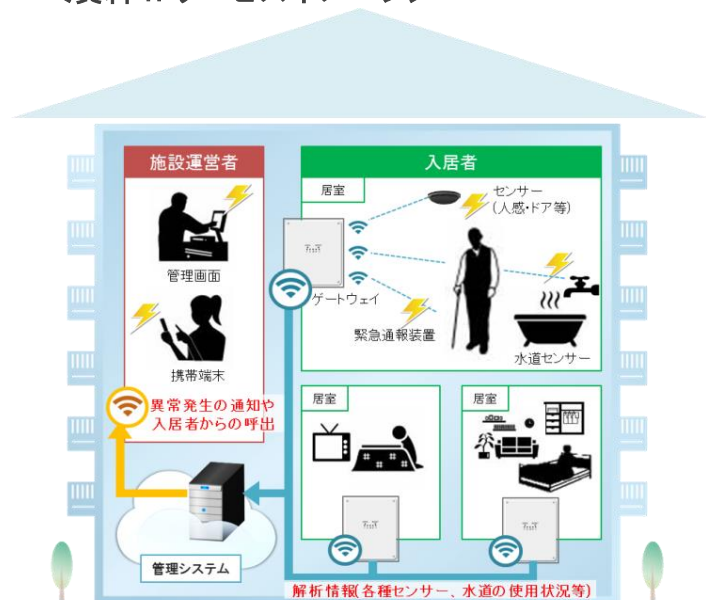 施設運営者
管理画面
携帯端末
異常発生の通知や
入居者からの呼出
管理システム
入居者
居室
センサー
(人感・ドア等)
ゲートウェイ
緊急通報装置
水道センサー
居室
居室
解析情報(各種センサー、水道の使用状況等)